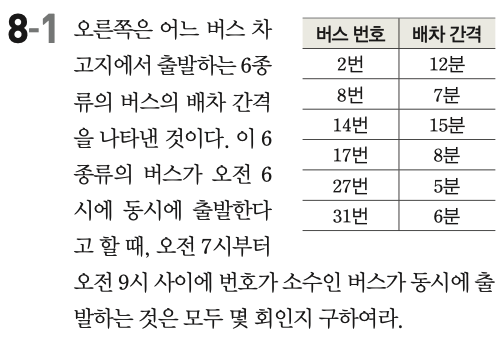 8-1 오른쪽은 어느 버스 차
고지에서 출발하는 6종
류의 버스의 배차 간격
을 나타낸 것이다. 이 6
종류의 버스가 오전 6
시에 동시에 출발한다
고 할 때, 오전 7시부터
오전 9시 사이에 번호가 소수인 버스가 동시에 출
발하는 것은 모두 몇 회인지 구하여라.
버스 번호 배차 간격
2번 12분
8번 7분
14번 15분
17번 8분
27번 5분
31번 6분